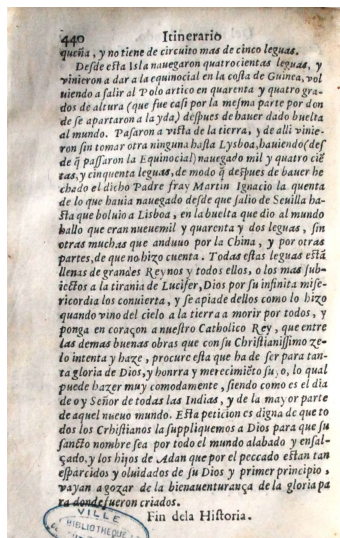 440 Itinerario
queña, y no tiene de circuito mas de cinco leguas.
Desde esta Isla nauegaron quatrocientas leguas, y
vinieron a dar a la equinocial en la costa de Guinea, vol
uiendo a salir al Polo artico en quarenta y quatro gra-
dos de altura (que fue casi por la mesma parte por don
de se apartaron a la yda) despues de hauer dado buelta
al mundo. Pasaron a vista de la tierra, y de alli vinie-
ron sin tomar otra ninguna hasta Lysboa, hauiendo (des
de q̃ passaron la Equinocial) nauegado mil y quatro ciẽ
tas, y cinquenta leguas, de modo q̃ despues de hauer he
chado el dicho Padre fray Martin Ignacio la quenta
de lo que hauia nauegado desde que salio de Seuilla ha-
sta que boluio a Lisboa, en la buelta que dio al mundo
hallo que eran nueuemil y quarenta y dos leguas, sin
otras muchas que anduuo por la China, y por otras
partes, de que no hizo cuenta. Todas estas leguas estã
llenas de grandes Reynos y todos ellos, o los mas sub-
iectos a la tirania de Lucifer, Dios por su infinita mise-
ricordia los conuierta, y se apiade dellos como lo hizo
quando vino del cielo a la tierra a morir por todos, y
ponga en coraçon a nuestro Catholico Rey, que entre
las demas buenas obras que con su Christianissimo ze-
lo intenta y haze, procure esta que ha de ser para tan-
ta gloria de Dios, y honrra y merecimiẽto suyo, lo qual
puede hazer muy comodamente, siendo como es el dia
de oy Señor de todas las Indias, y de la mayor parte
de aquel nueuo mundo. Esta peticion es digna de que to
dos los Crhistianos la suppliquemos a Dios para que su
sancto nombre sea por todo el mundo alabado y ensal-
çado, y los hijos de Adan que por el peccado estan tan
esparcidos y oluidados de su Dios y primer principio,
vayan a gozar de la bienauenturança de la gloria pa
ra donde fueron criados.
Fin dela Historia.
VILLE
BIBLIOTHEQUE